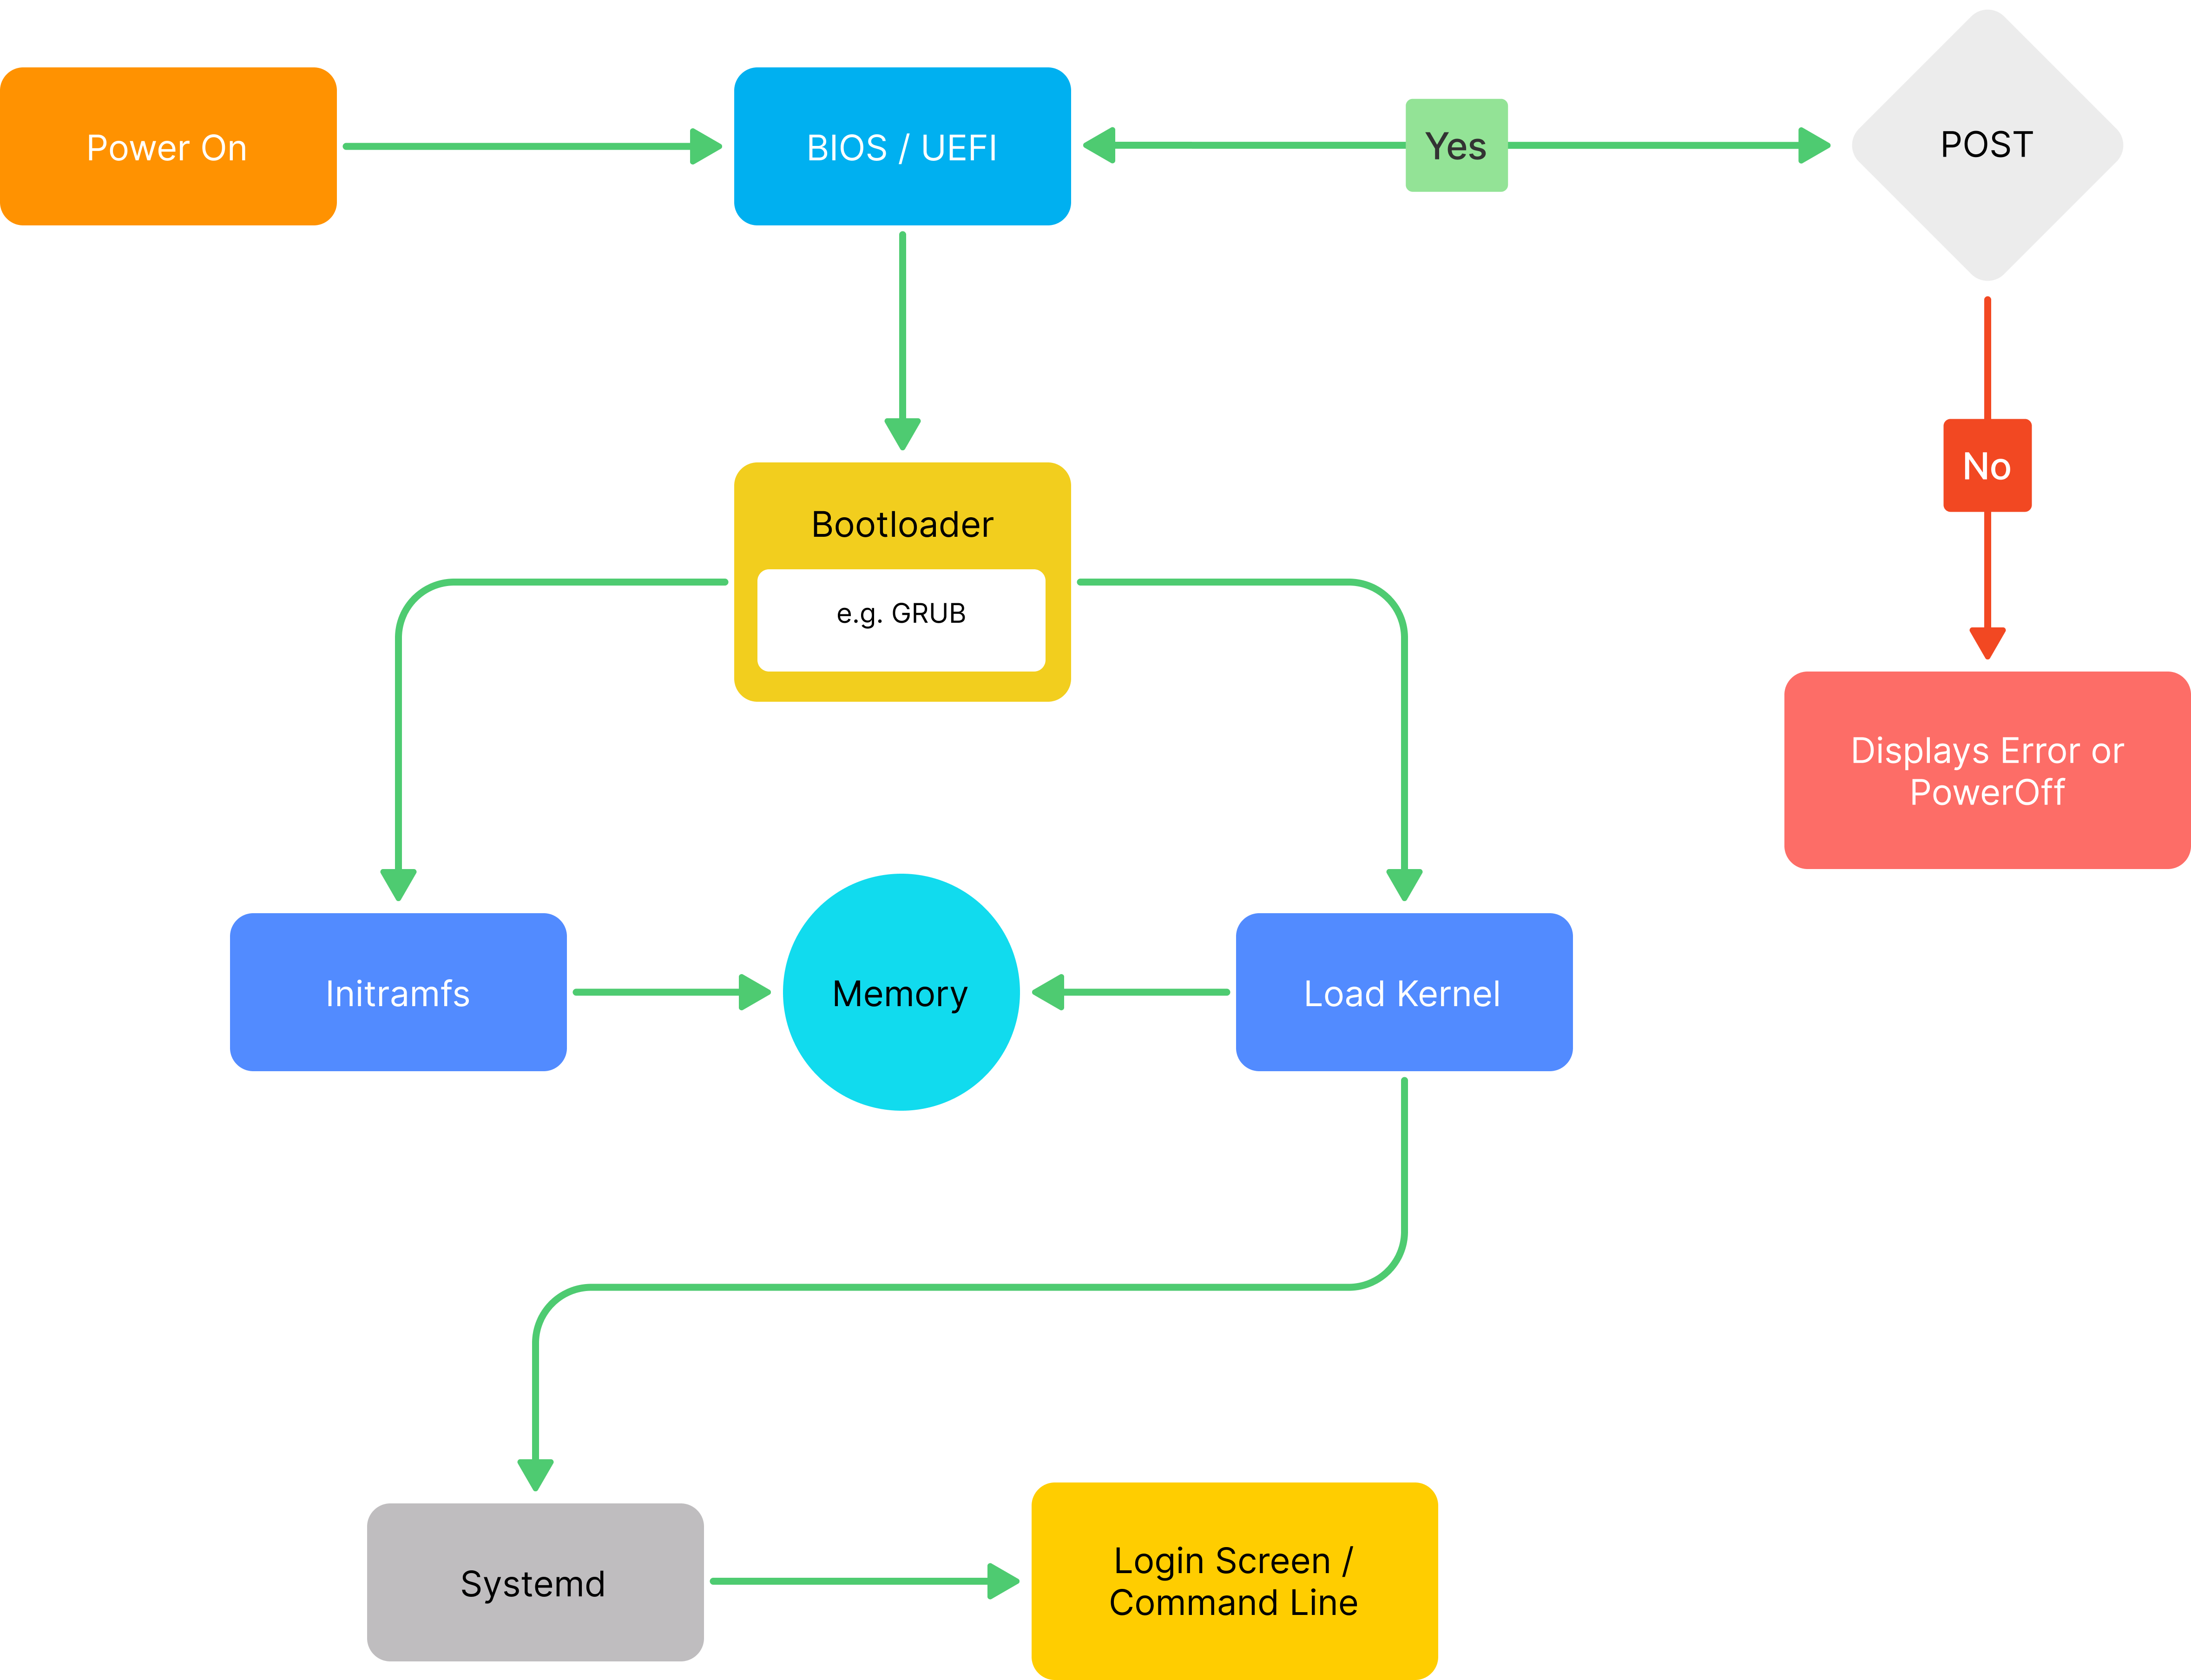 Power On
BIOS / UEFI
Yes
POST
No
Bootloader
e.g. GRUB
Displays Error or
PowerOff
Initramfs
Memory
Load Kernel
Systemd
Login Screen /
Command Line